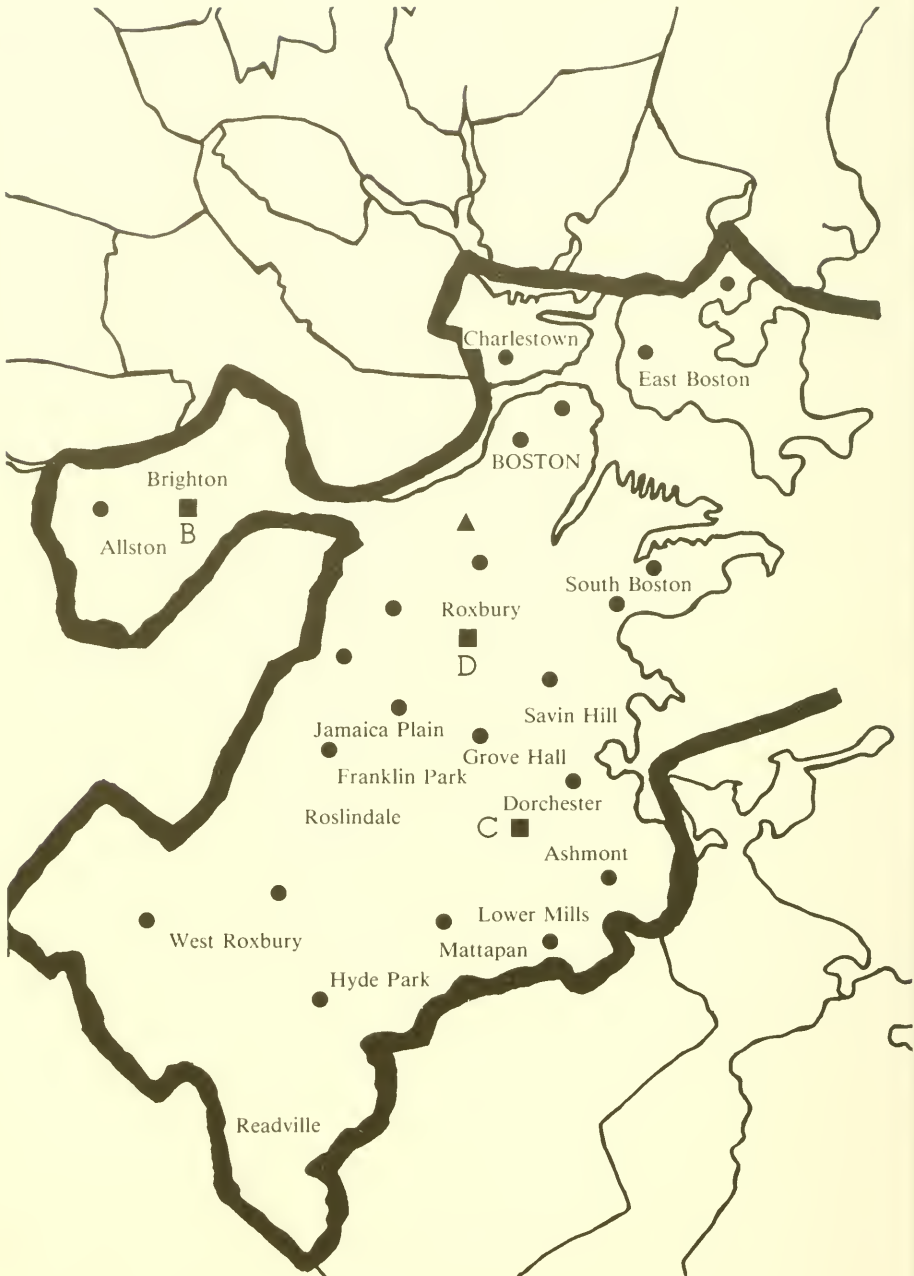 Charlestown
East Boston
BOSTON
Brighton
B
Allston
South Boston
Roxbury
D
Savin Hill
Jamaica Plain
Grove Hall
Franklin Park
Dorchester
Roslindale
C
Ashmont
Lower Mills
West Roxbury
Mattapan
Hyde Park
Readville